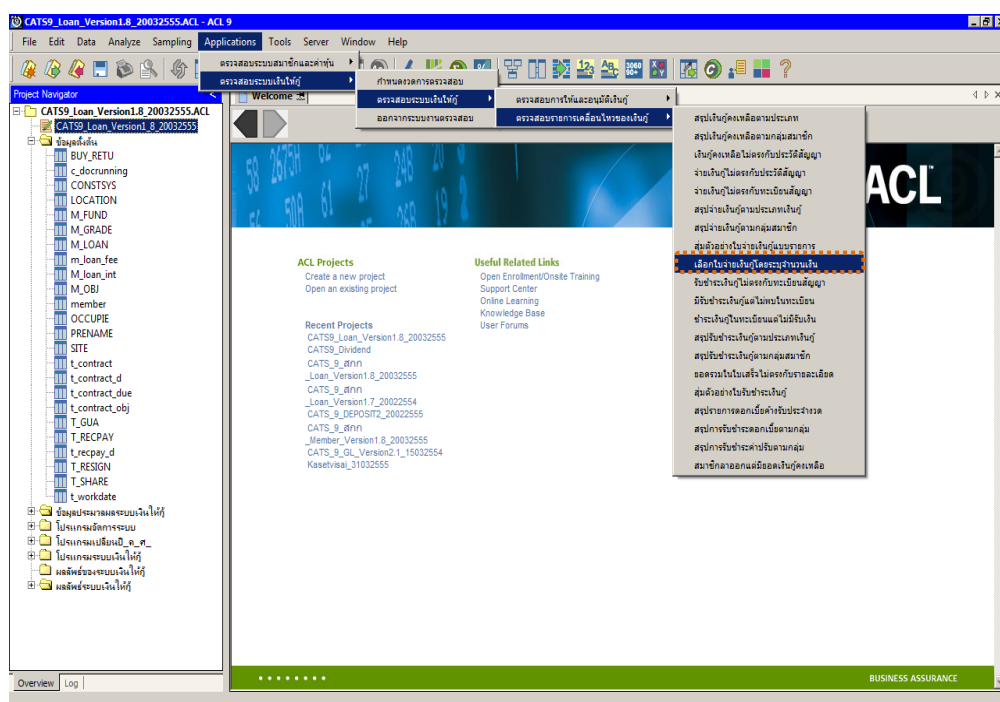 CATS9_Loan_Version1.8_20032555.ACL - ACL 9
File Edit Data Analyze Sampling Applications Tools Server Window Help
ตรวจสอบระบบสมาชิกและค่าหุ้น
ตรวจสอบระบบเงินให้กู้
กำหนดงวดการตรวจสอบ
ตรวจสอบระบบเงินให้กู้
ออกจากระบบงานตรวจสอบ
ตรวจสอบการให้และอนุมัติเงินกู้
ตรวจสอบรายการเคลื่อนไหวของเงินกู้
สรุปเงินกู้คงเหลือตามประเภท
สรุปเงินกู้คงเหลือตามกลุ่มสมาชิก
เงินกู้คงเหลือไม่ตรงกับประวัติสัญญา
จ่ายเงินกู้ไม่ตรงกับประวัติสัญญา
จ่ายเงินกู้ไม่ตรงกับทะเบียนสัญญา
สรุปจ่ายเงินกู้ตามประเภทเงินกู้
สรุปจ่ายเงินกู้ตามกลุ่มสมาชิก
สุ่มตัวอย่างใบจ่ายเงินกู้แบบรายการ
เลือกใบจ่ายเงินกู้โดยระบุจำนวนเงิน
รับชำระเงินกู้ไม่ตรงกับทะเบียนสัญญา
มีรับชำระเงินกู้แต่ไม่พบในทะเบียน
ชำระเงินกู้ในทะเบียนแต่ไม่มีรับเงิน
สรุปรับชำระเงินกู้ตามประเภทเงินกู้
สรุปรับชำระเงินกู้ตามกลุ่มสมาชิก
ยอดรวมในใบเสร็จไม่ตรงกับรายละเอียด
สุ่มตัวอย่างใบรับชำระเงินกู้
สรุปรายการดอกเบี้ยค้างรับประจำงวด
สรุปการรับชำระดอกเบี้ยตามกลุ่ม
สรุปการรับชำระค่าปรับตามกลุ่ม
สมาชิกลาออกแต่มียอดเงินกู้คงเหลือ
Project Navigator
Welcome
CATS9_Loan_Version1.8_20032555.ACL
CATS9_Loan_Version1_8_20032555
ข้อมูลตั้งต้น
BUY_RETU
c_docrunning
CONSTSYS
LOCATION
M_FUND
M_GRADE
M_LOAN
m_loan_fee
M_loan_int
M_OBJ
member
OCCUPIE
PRENAME
SITE
t_contract
t_contract_d
t_contract_due
t_contract_obj
T_GUA
T_RECPAY
t_recpay_d
T_RESIGN
T_SHARE
t_workdate
ข้อมูลประมวลผลระบบเงินให้กู้
โปรแกรมจัดการระบบ
โปรแกรมเปลี่ยนปี_ค_ศ_
โปรแกรมระบบเงินให้กู้
ผลลัพธ์ของระบบเงินให้กู้
ผลลัพธ์ระบบเงินให้กู้
Overview Log
ACL
ACL Projects
Create a new project
Open an existing project
Recent Projects
CATS9_Loan_Version1.8_20032555
CATS9_Dividend
CATS_9_สกก
_Loan_Version1.8_20032555
CATS_9_สกก
_Loan_Version1.7_20022554
CATS_9_DEPOSIT2_20022555
CATS_9_สกก
_Member_Version1.8_20032555
CATS_9_GL_Version2.1_15032554
Kasetvisai_31032555
Useful Related Links
Open Enrollment/Onsite Training
Support Center
Online Learning
Knowledge Base
User Forums
BUSINESS ASSURANCE